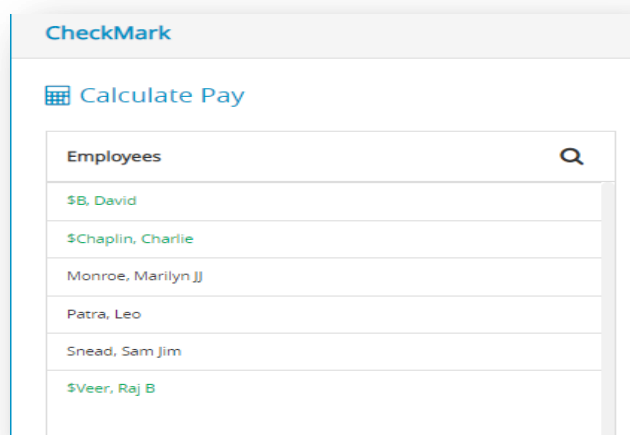 CheckMark
Calculate Pay
Employees
$B, David
$Chaplin, Charlie
Monroe, Marilyn JJ
Patra, Leo
Snead, Sam Jim
$Veer, Raj B